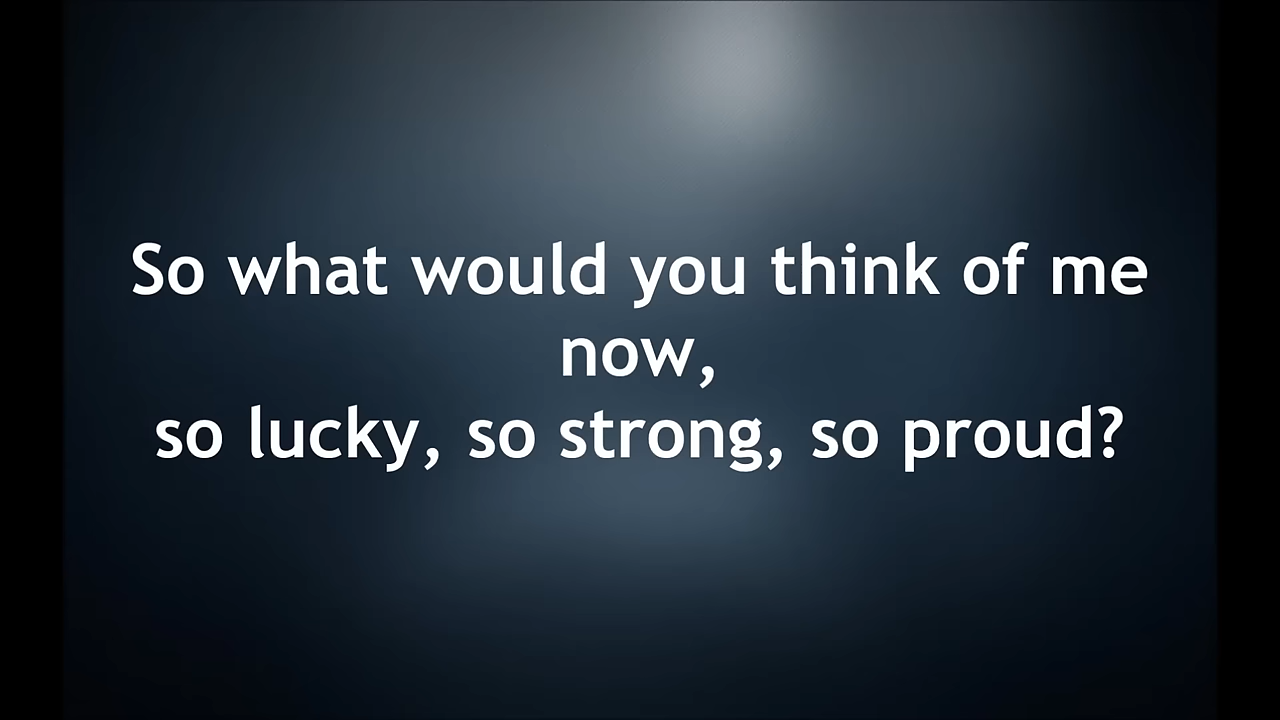 So what would you think of me
now,
so lucky, so strong, so proud?